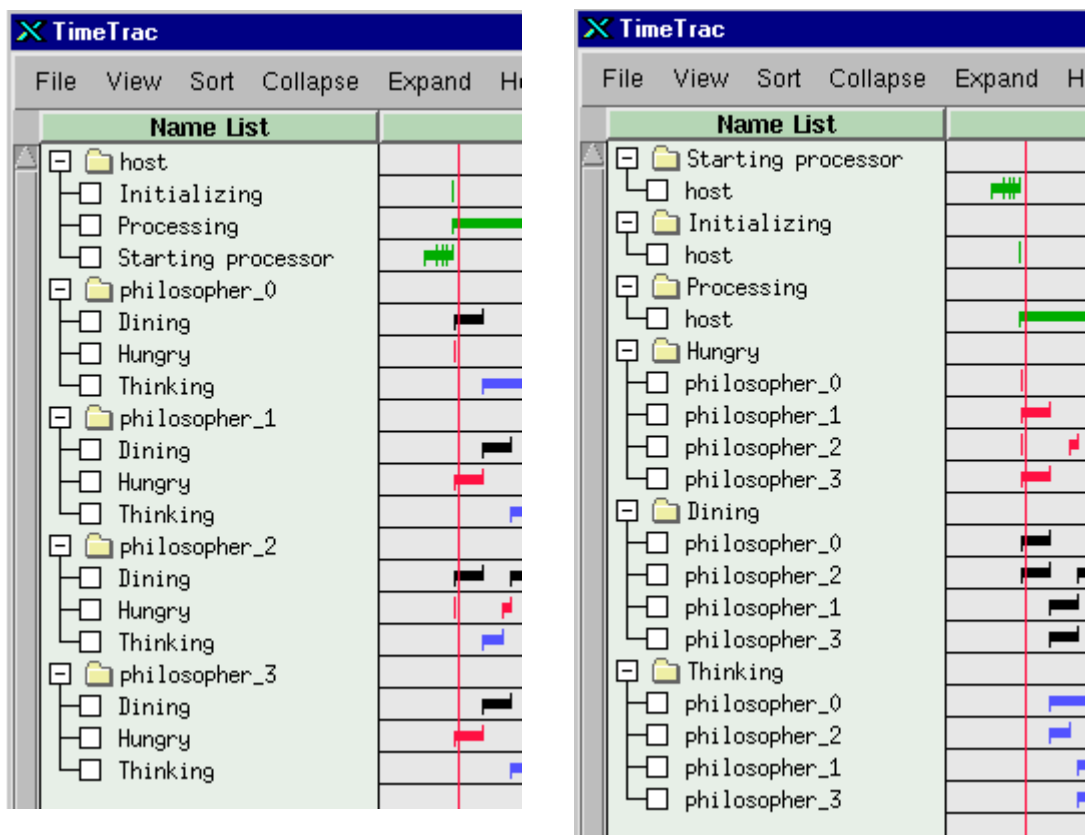 TimeTrac
File View Sort Collapse Expand
Name List
host
Initializing
Processing
Starting processor
philosopher_0
Dining
Hungry
Thinking
philosopher_1
Dining
Hungry
Thinking
philosopher_2
Dining
Hungry
Thinking
philosopher_3
Dining
Hungry
Thinking
TimeTrac
File View Sort Collapse Expand H
Name List
Starting processor
host
Initializing
host
Processing
host
Hungry
philosopher_0
philosopher_1
philosopher_2
philosopher_3
Dining
philosopher_0
philosopher_2
philosopher_1
philosopher_3
Thinking
philosopher_0
philosopher_2
philosopher_1
philosopher_3